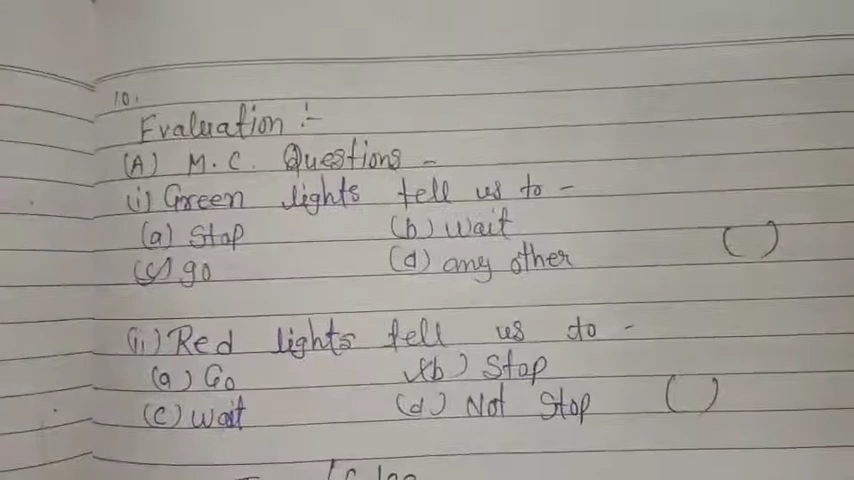 10.
Evaluation :-
(A) M.C. Questions -
(i) Green lights tell us to -
(a) Stop (b) Wait
(c) go (d) any other ( )
(ii) Red lights tell us to -
(a) Go (b) Stop
(c) wait (d) Not Stop ( )